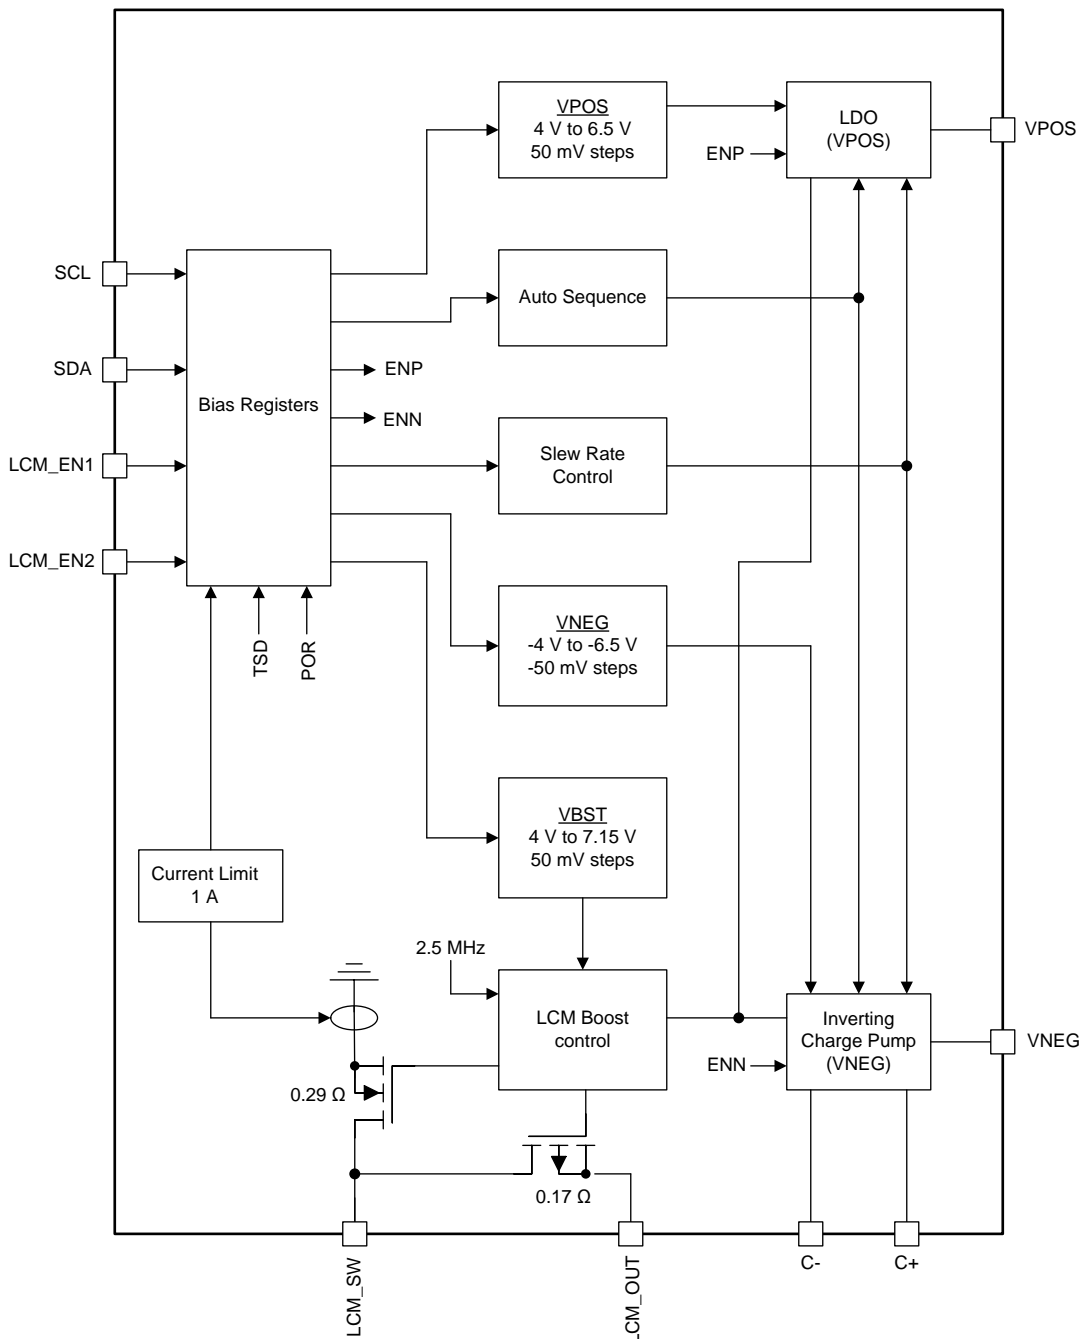 VPOS
4 V to 6.5 V
50 mV steps
LDO
(VPOS)
VPOS
ENP
SCL
Auto Sequence
SDA
ENP
Bias Registers
ENN
LCM_EN1
Slew Rate
Control
LCM_EN2
VNEG
-4 V to -6.5 V
-50 mV steps
TSD
POR
VBST
4 V to 7.15 V
50 mV steps
Current Limit
1 A
2.5 MHz
LCM Boost
control
Inverting
Charge Pump
(VNEG)
VNEG
ENN
0.29 Ω
0.17 Ω
LCM_SW
LCM_OUT
C-
C+